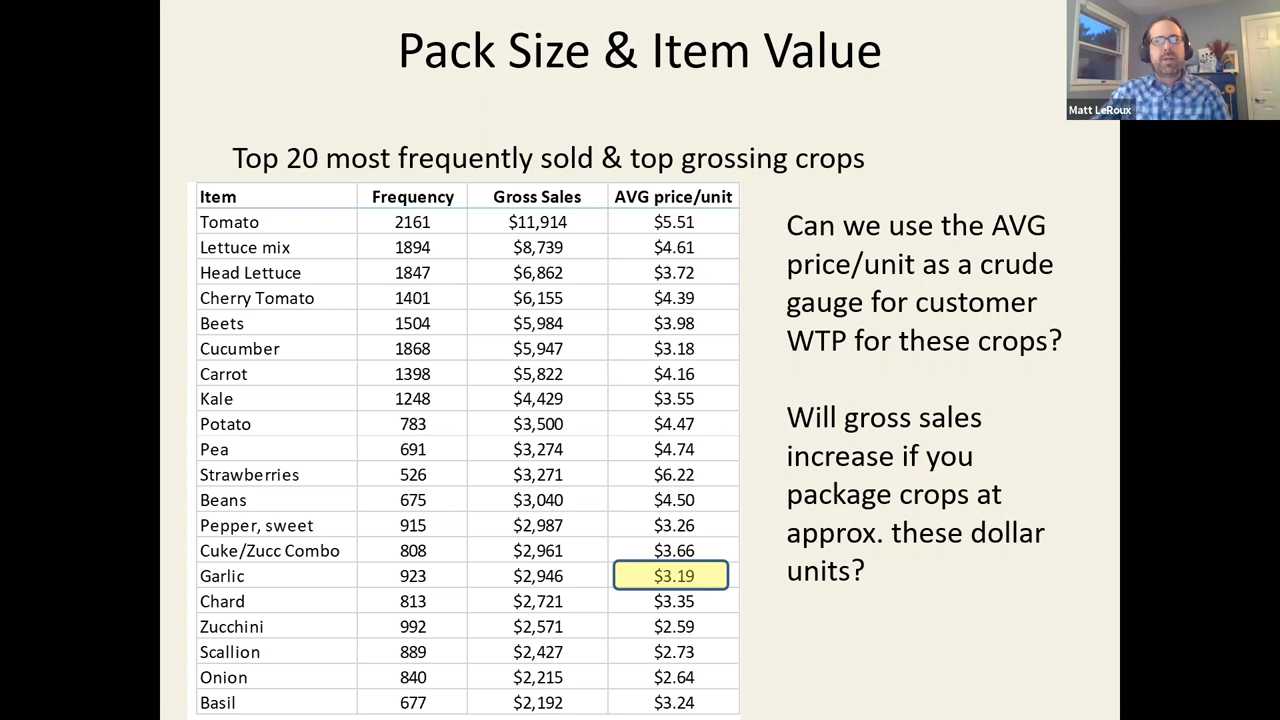 Pack Size & Item Value
Matt LeRoux
Top 20 most frequently sold & top grossing crops
Item Frequency Gross Sales AVG price/unit
Tomato 2161 $11,914 $5.51
Lettuce mix 1894 $8,739 $4.61
Head Lettuce 1847 $6,862 $3.72
Cherry Tomato 1401 $6,155 $4.39
Beets 1504 $5,984 $3.98
Cucumber 1868 $5,947 $3.18
Carrot 1398 $5,822 $4.16
Kale 1248 $4,429 $3.55
Potato 783 $3,500 $4.47
Pea 691 $3,274 $4.74
Strawberries 526 $3,271 $6.22
Beans 675 $3,040 $4.50
Pepper, sweet 915 $2,987 $3.26
Cuke/Zucc Combo 808 $2,961 $3.66
Garlic 923 $2,946 $3.19
Chard 813 $2,721 $3.35
Zucchini 992 $2,571 $2.59
Scallion 889 $2,427 $2.73
Onion 840 $2,215 $2.64
Basil 677 $2,192 $3.24
Can we use the AVG
price/unit as a crude
gauge for customer
WTP for these crops?
Will gross sales
increase if you
package crops at
approx. these dollar
units?